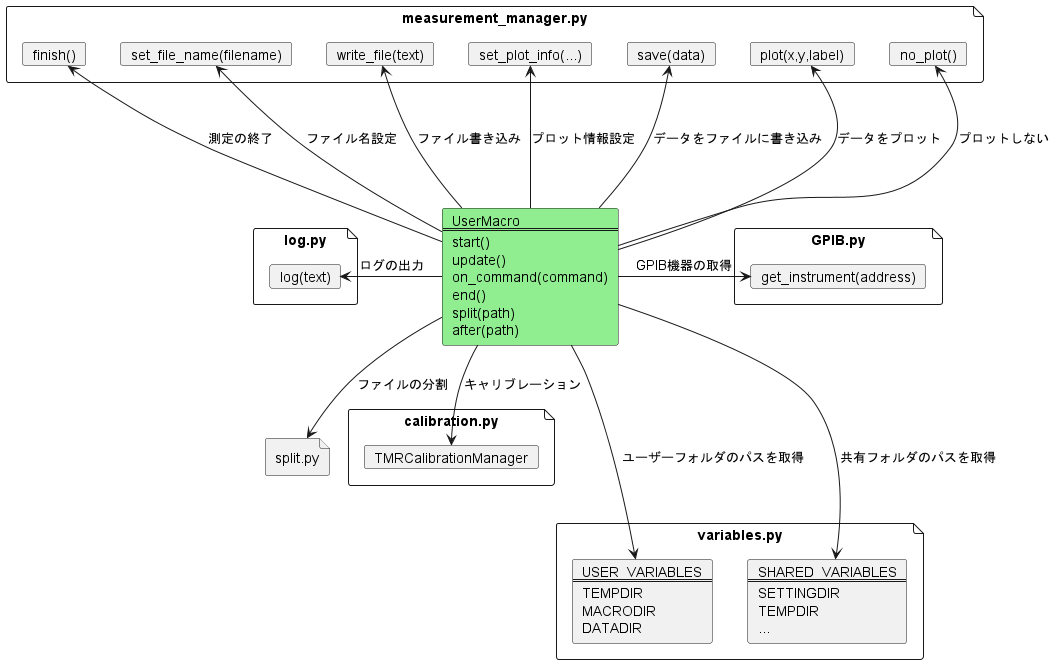 measurement_manager.py
finish()
set_file_name(filename)
write_file(text)
set_plot_info(...)
save(data)
plot(x,y,label)
no_plot()
測定の終了
ファイル名設定
ファイル書き込み
プロット情報設定
データをファイルに書き込み
データをプロット
プロットしない
UserMacro
start()
update()
on_command(command)
end()
split(path)
after(path)
log.py
log(text)
ログの出力
GPIB機器の取得
GPIB.py
get_instrument(address)
ファイルの分割
キャリブレーション
split.py
calibration.py
TMRCalibrationManager
ユーザーフォルダのパスを取得
共有フォルダのパスを取得
variables.py
USER VARIABLES
TEMPDIR
MACRODIR
DATADIR
SHARED VARIABLES
SETTINGDIR
TEMPDIR
...